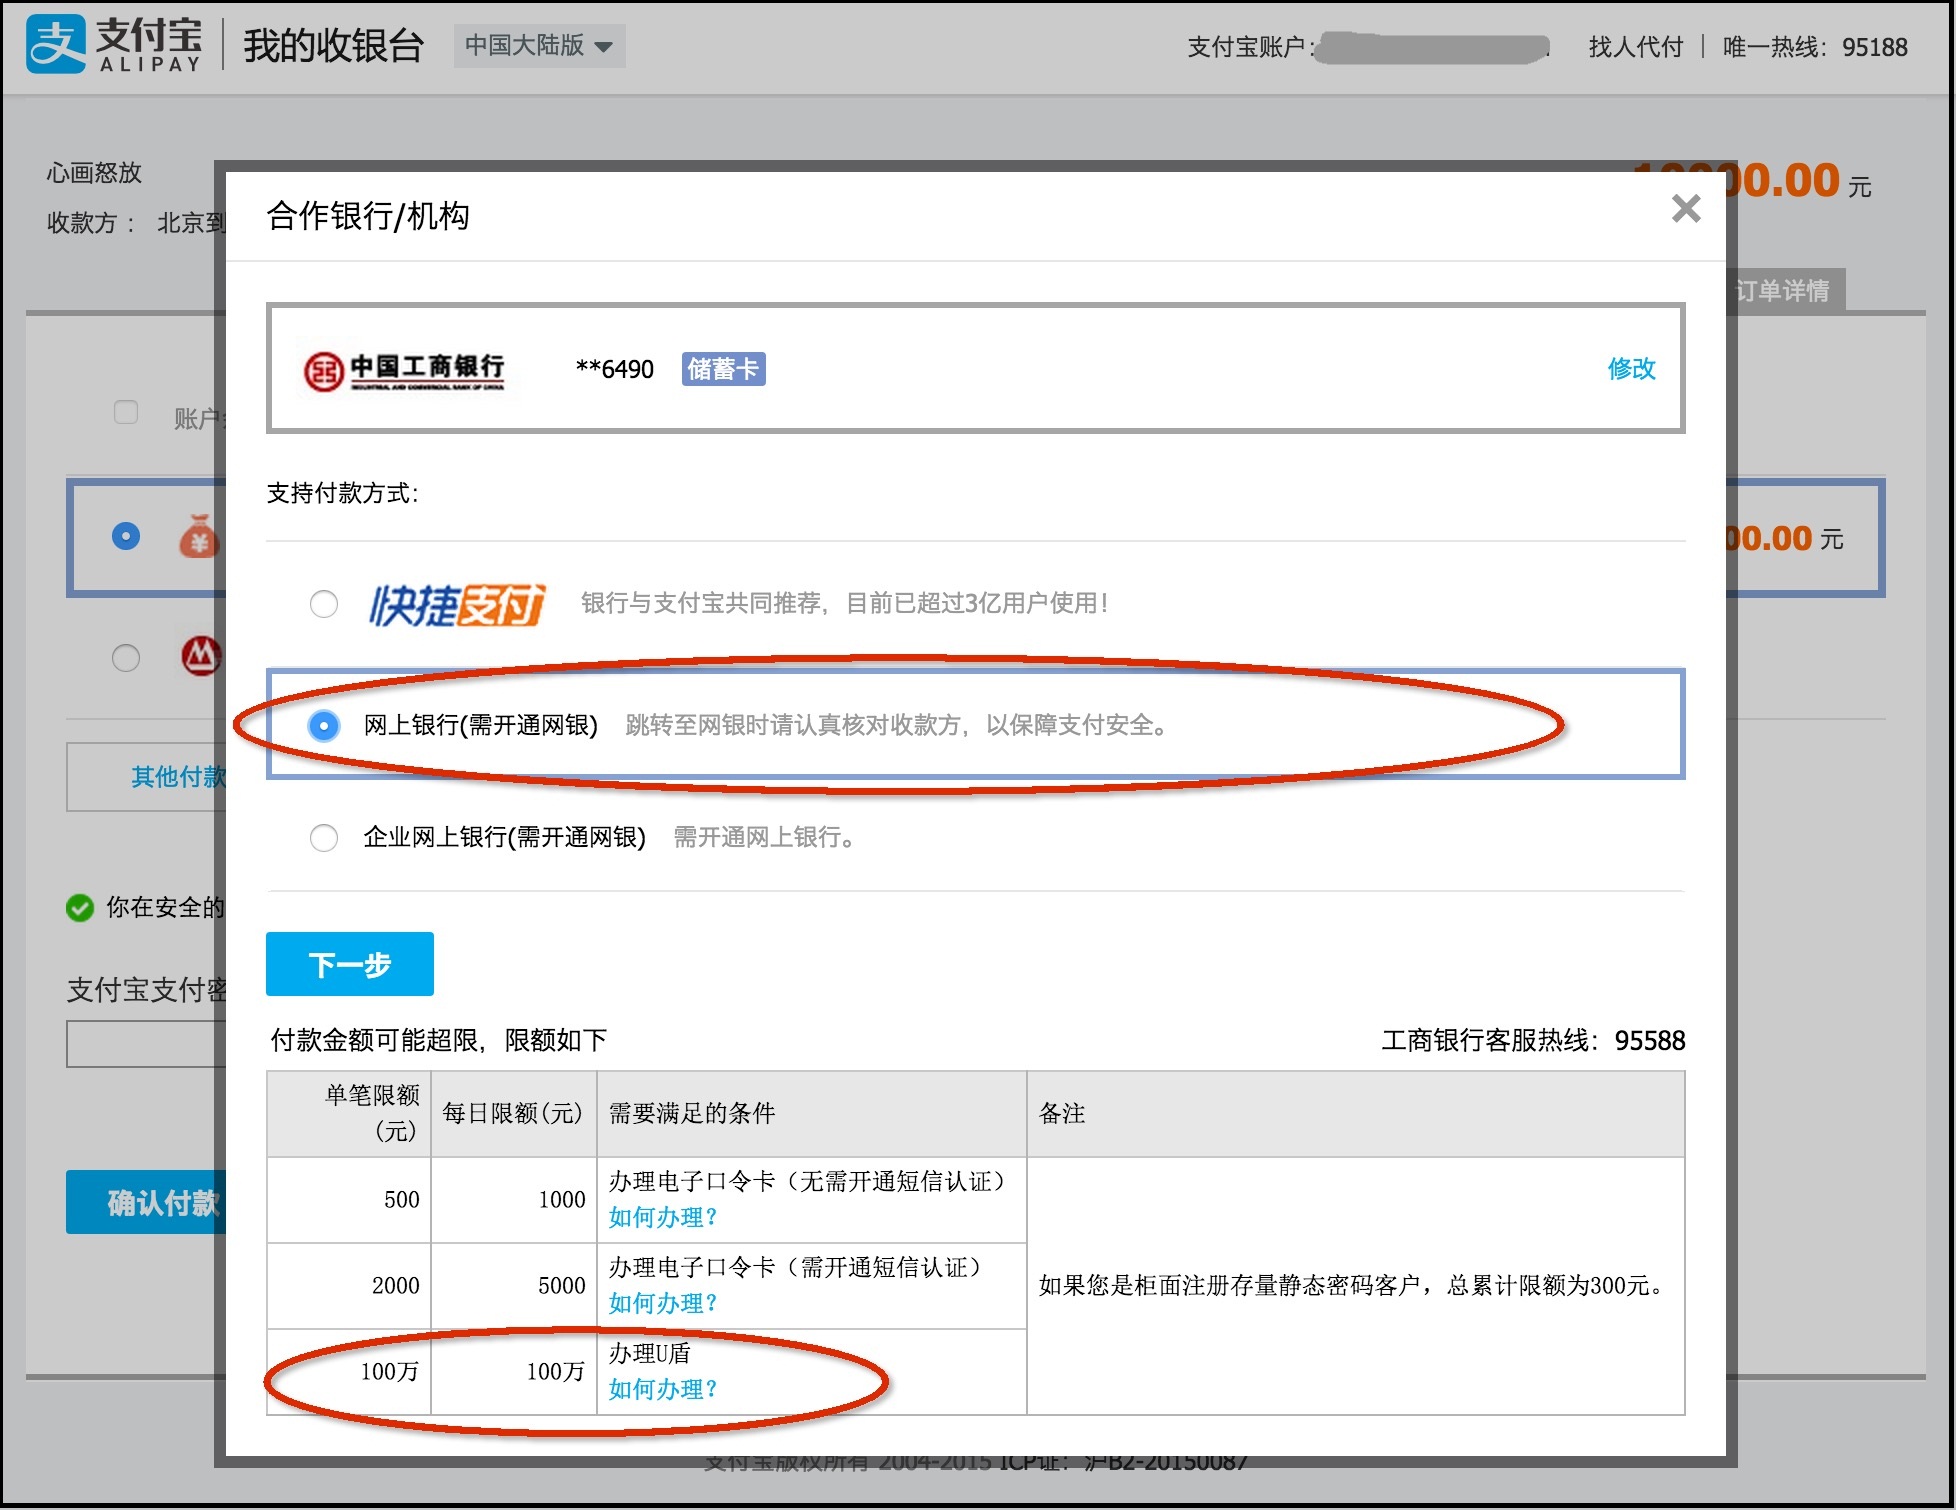 支付宝
ALIPAY
我的收银台
中国大陆版
支付宝账户:
找人代付
唯一热线：95188
心画怒放
收款方： 北京到
00.00 元
订单详情
合作银行/机构
中国工商银行
INDUSTRIAL AND COMMERCIAL BANK OF CHINA
**6490
储蓄卡
修改
账户
支持付款方式：
00.00 元
快捷支付
银行与支付宝共同推荐，目前已超过3亿用户使用！
网上银行(需开通网银)
跳转至网银时请认真核对收款方，以保障支付安全。
其他付款
企业网上银行(需开通网银)
需开通网上银行。
你在安全的
下一步
支付宝支付密
付款金额可能超限，限额如下
工商银行客服热线：95588
单笔限额
(元)
每日限额(元)
需要满足的条件
备注
500
1000
办理电子口令卡（无需开通短信认证）
如何办理？
确认付款
2000
5000
办理电子口令卡（需开通短信认证）
如何办理？
如果您是柜面注册存量静态密码客户，总累计限额为300元。
100万
100万
办理U盾
如何办理？
支付宝版权所有 2004-2015 ICP证：沪B2-20150087